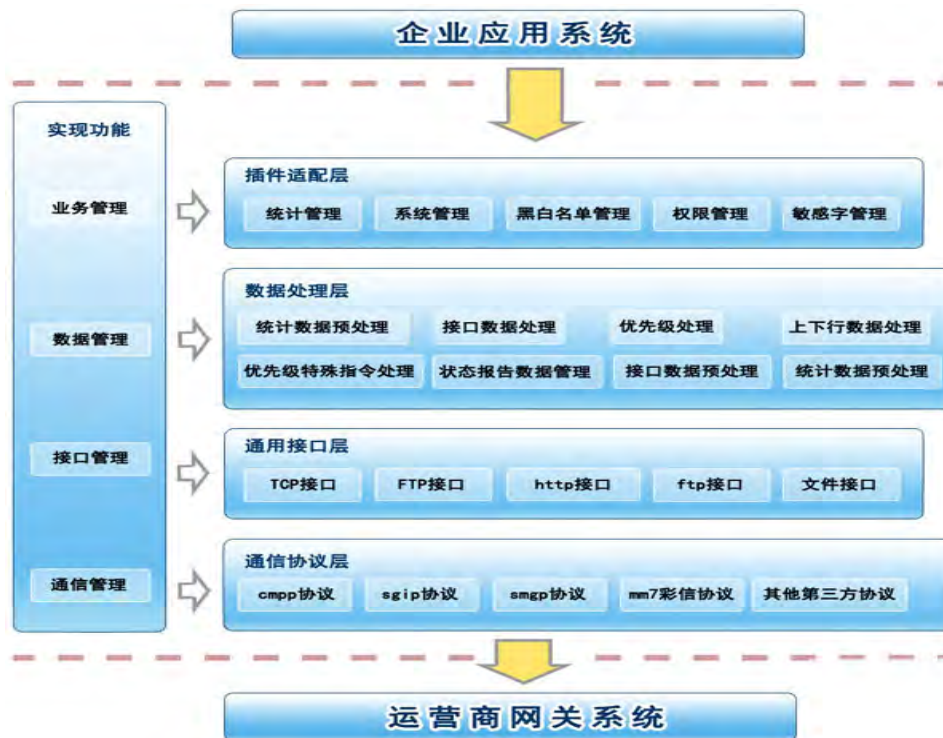 企业应用系统
实现功能
业务管理
数据管理
接口管理
通信管理
插件适配层
统计管理 系统管理 黑白名单管理 权限管理 敏感字管理
数据处理层
统计数据预处理 接口数据处理 优先级处理 上下行数据处理
优先级特殊指令处理 状态报告数据管理 接口数据预处理 统计数据预处理
通用接口层
TCP接口 FTP接口 http接口 ftp接口 文件接口
通信协议层
cmpp协议 sgip协议 smgp协议 mm7彩信协议 其他第三方协议
运营商网关系统